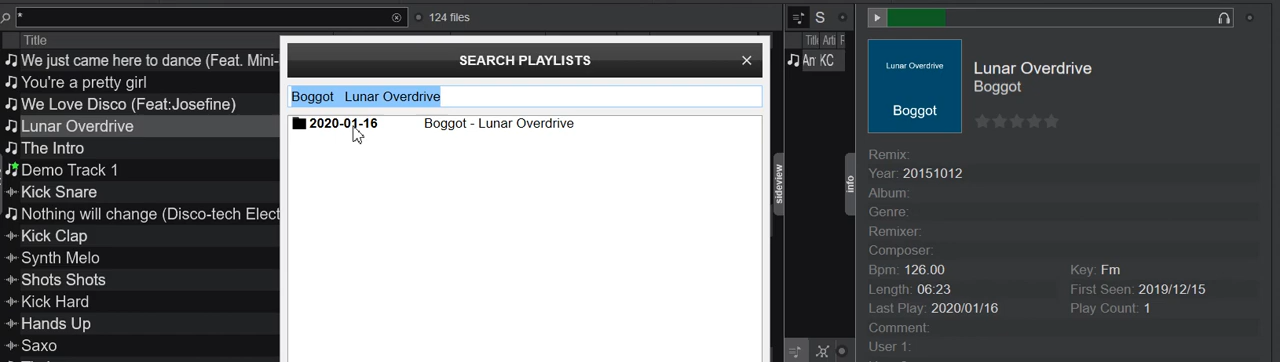 *
124 files
Title
We just came here to dance (Feat. Mini-
You're a pretty girl
We Love Disco (Feat:Josefine)
Lunar Overdrive
The Intro
Demo Track 1
Kick Snare
Nothing will change (Disco-tech Elect
Kick Clap
Synth Melo
Shots Shots
Kick Hard
Hands Up
Saxo
SEARCH PLAYLISTS
Boggot Lunar Overdrive
2020-01-16 Boggot - Lunar Overdrive
sideview
S
Title Arti
KC
info
Lunar Overdrive
Boggot
Lunar Overdrive
Boggot
Remix:
Year: 20151012
Album:
Genre:
Remixer:
Composer:
Bpm: 126.00 Key: Fm
Length: 06:23 First Seen: 2019/12/15
Last Play: 2020/01/16 Play Count: 1
Comment:
User 1: